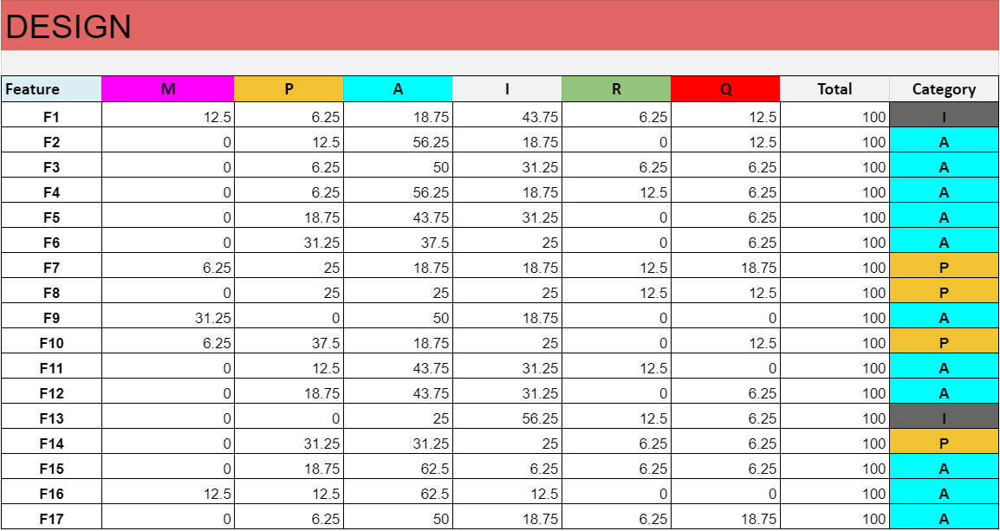 DESIGN
Feature M P A I R Q Total Category
F1 12.5 6.25 18.75 43.75 6.25 12.5 100 I
F2 0 12.5 56.25 18.75 0 12.5 100 A
F3 0 6.25 50 31.25 6.25 6.25 100 A
F4 0 6.25 56.25 18.75 12.5 6.25 100 A
F5 0 18.75 43.75 31.25 0 6.25 100 A
F6 0 31.25 37.5 25 0 6.25 100 A
F7 6.25 25 18.75 18.75 12.5 18.75 100 P
F8 0 25 25 25 12.5 12.5 100 P
F9 31.25 0 50 18.75 0 0 100 A
F10 6.25 37.5 18.75 25 0 12.5 100 P
F11 0 12.5 43.75 31.25 12.5 0 100 A
F12 0 18.75 43.75 31.25 0 6.25 100 A
F13 0 0 25 56.25 12.5 6.25 100 I
F14 0 31.25 31.25 25 6.25 6.25 100 P
F15 0 18.75 62.5 6.25 6.25 6.25 100 A
F16 12.5 12.5 62.5 12.5 0 0 100 A
F17 0 6.25 50 18.75 6.25 18.75 100 A